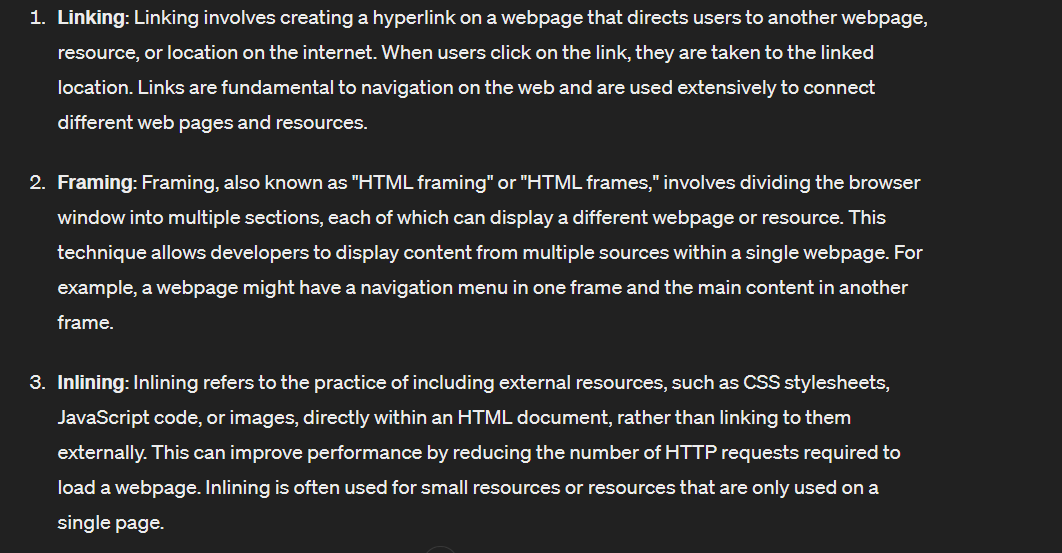 1. Linking: Linking involves creating a hyperlink on a webpage that directs users to another webpage,
resource, or location on the internet. When users click on the link, they are taken to the linked
location. Links are fundamental to navigation on the web and are used extensively to connect
different web pages and resources.
2. Framing: Framing, also known as "HTML framing" or "HTML frames," involves dividing the browser
window into multiple sections, each of which can display a different webpage or resource. This
technique allows developers to display content from multiple sources within a single webpage. For
example, a webpage might have a navigation menu in one frame and the main content in another
frame.
3. Inlining: Inlining refers to the practice of including external resources, such as CSS stylesheets,
JavaScript code, or images, directly within an HTML document, rather than linking to them
externally. This can improve performance by reducing the number of HTTP requests required to
load a webpage. Inlining is often used for small resources or resources that are only used on a
single page.